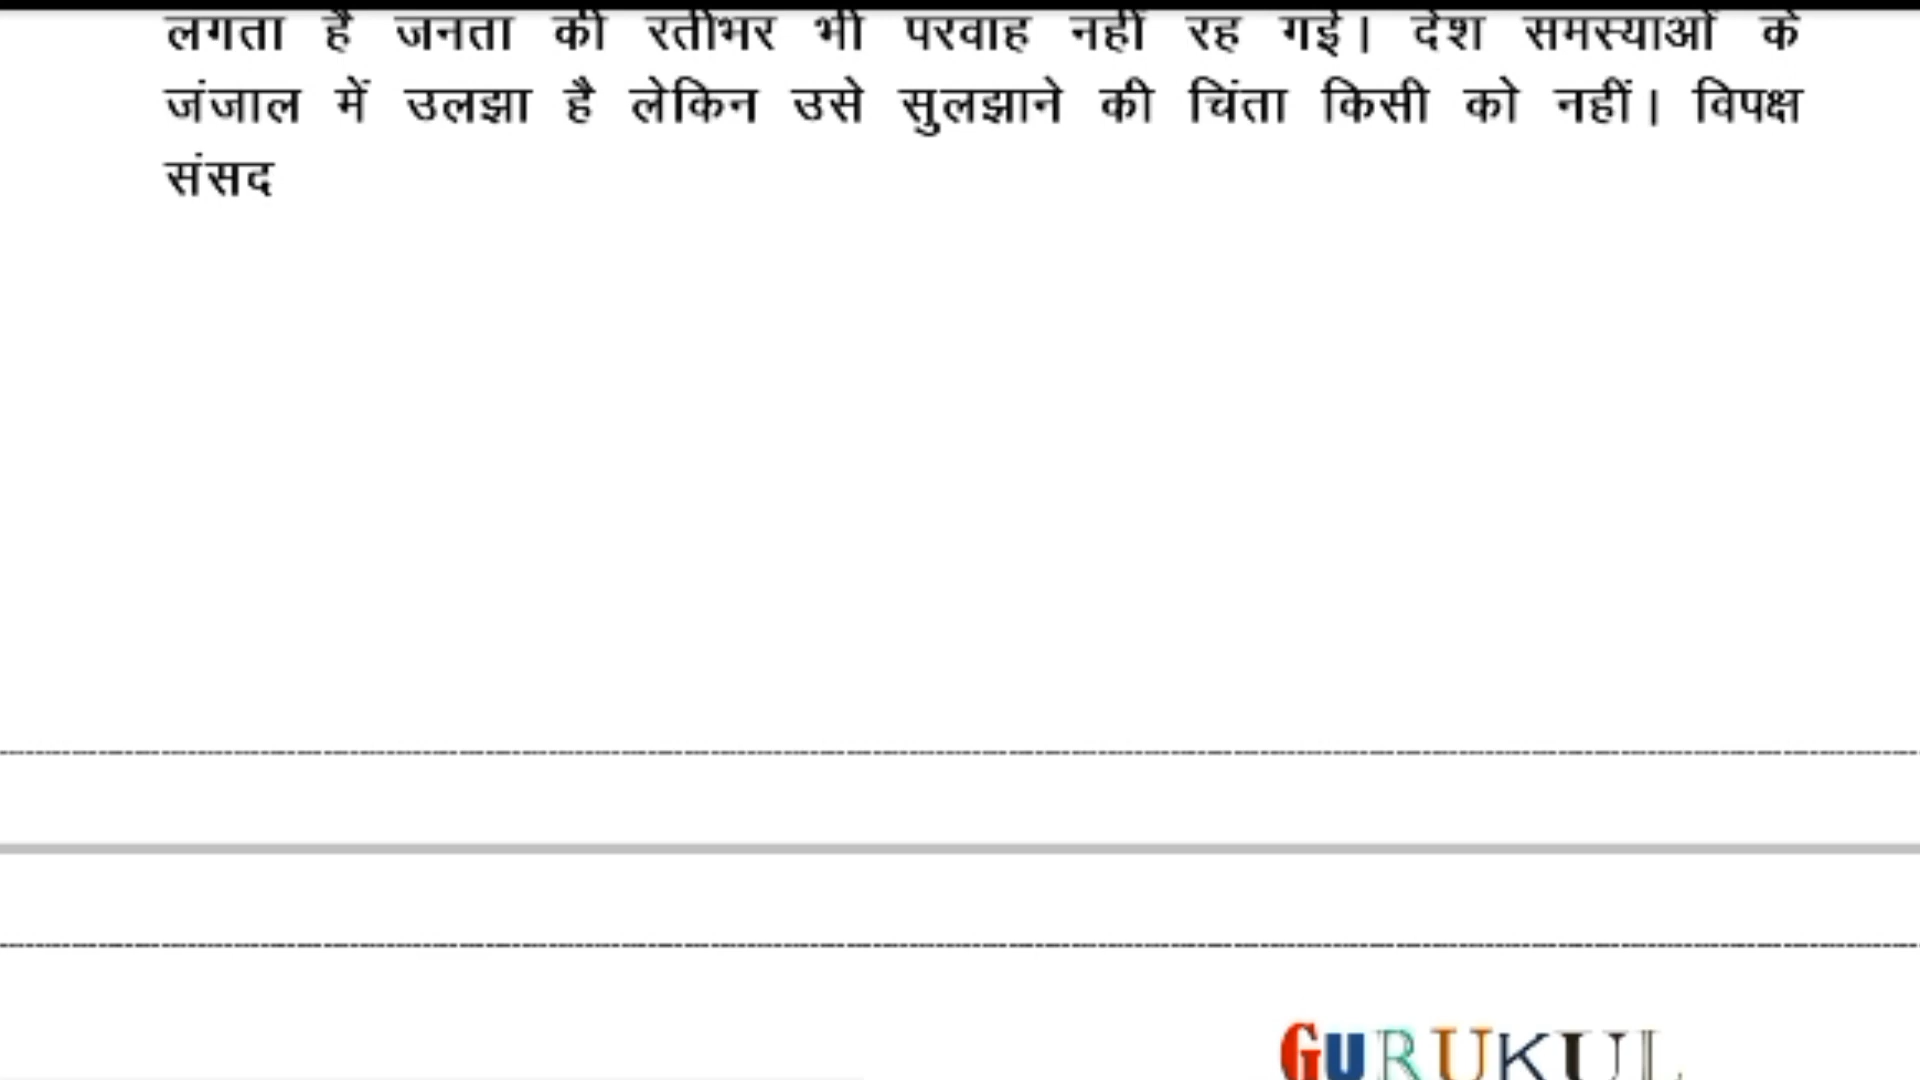 लगता है जनता की रतीभर भी परवाह नहीं रह गई। देश समस्याओं के
जंजाल में उलझा है लेकिन उसे सुलझाने की चिंता किसी को नहीं। विपक्ष
संसद
GURUKUL